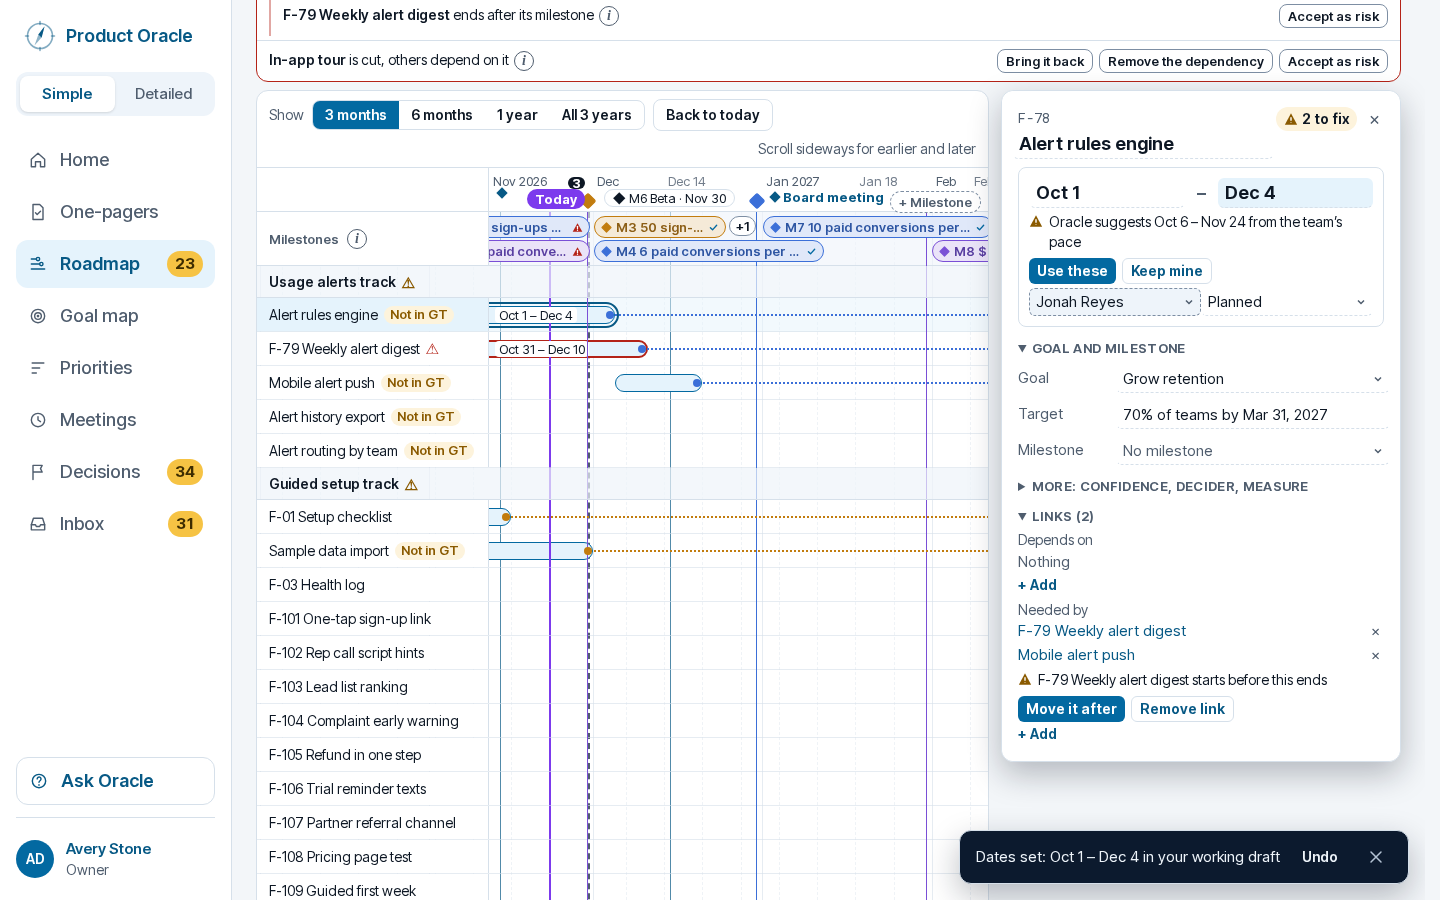 Product Oracle
Simple
Detailed
Home
One-pagers
Roadmap
23
Goal map
Priorities
Meetings
Decisions
34
Inbox
31
Ask Oracle
AD
Avery Stone
Owner
F-79 Weekly alert digest ends after its milestone
i
Accept as risk
In-app tour is cut, others depend on it
i
Bring it back
Remove the dependency
Accept as risk
Show
3 months
6 months
1 year
All 3 years
Back to today
Scroll sideways for earlier and later
Nov 2026
3
Dec
Dec 14
Jan 2027
Jan 18
Feb
Fe
Today
M6 Beta · Nov 30
Board meeting
+ Milestone
Milestones
i
sign-ups ...
M3 50 sign-...
+1
M7 10 paid conversions per...
paid conve...
M4 6 paid conversions per ...
M8 $
Usage alerts track
Alert rules engine
Not in GT
Oct 1 – Dec 4
F-79 Weekly alert digest
Oct 31 – Dec 10
Mobile alert push
Not in GT
Alert history export
Not in GT
Alert routing by team
Not in GT
Guided setup track
F-01 Setup checklist
Sample data import
Not in GT
F-03 Health log
F-101 One-tap sign-up link
F-102 Rep call script hints
F-103 Lead list ranking
F-104 Complaint early warning
F-105 Refund in one step
F-106 Trial reminder texts
F-107 Partner referral channel
F-108 Pricing page test
F-109 Guided first week
F-78
2 to fix
×
Alert rules engine
Oct 1
–
Dec 4
Oracle suggests Oct 6 – Nov 24 from the team's
pace
Use these
Keep mine
Jonah Reyes
Planned
GOAL AND MILESTONE
Goal
Grow retention
Target
70% of teams by Mar 31, 2027
Milestone
No milestone
MORE: CONFIDENCE, DECIDER, MEASURE
LINKS (2)
Depends on
Nothing
+ Add
Needed by
F-79 Weekly alert digest
×
Mobile alert push
×
F-79 Weekly alert digest starts before this ends
Move it after
Remove link
+ Add
Dates set: Oct 1 – Dec 4 in your working draft
Undo